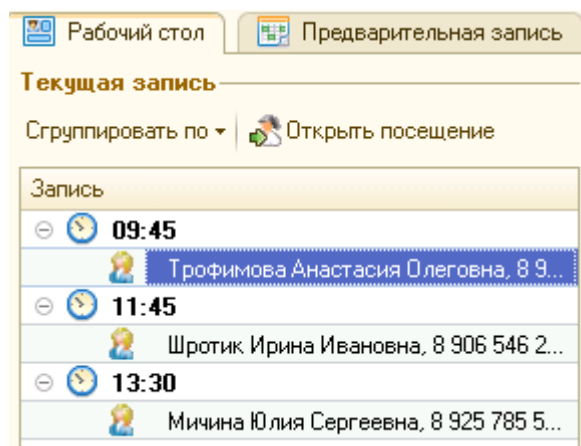 Рабочий стол Предварительная запись
Текущая запись
Сгруппировать по Открыть посещение
Запись
09:45
Трофимова Анастасия Олеговна, 8 9...
11:45
Шротик Ирина Ивановна, 8 906 546 2...
13:30
Мичина Юлия Сергеевна, 8 925 785 5...